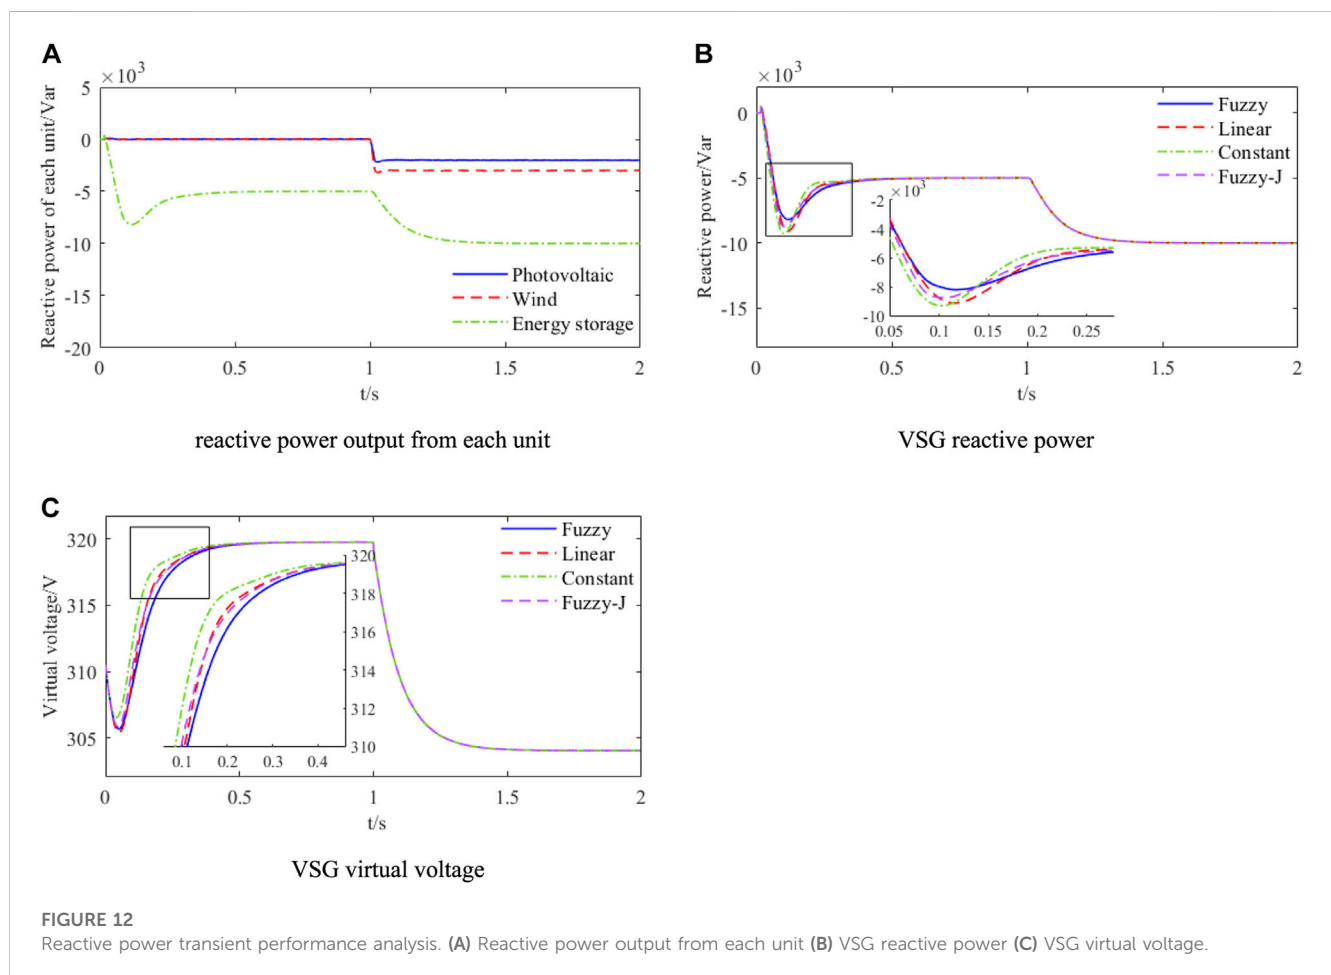 A
×10³
Reactive power of each unit/Var
5
0
-5
-10
-15
-20
Photovoltaic
Wind
Energy storage
0
0.5
1
1.5
2
t/s
reactive power output from each unit
B
×10³
Reactive power/Var
0
-5
-10
-15
Fuzzy
Linear
Constant
Fuzzy-J
×10³
-2
-4
-6
-8
-10
0.05
0.1
0.15
0.2
0.25
0
0.5
1
1.5
2
t/s
VSG reactive power
C
Virtual voltage/V
320
315
310
305
Fuzzy
Linear
Constant
Fuzzy-J
320
318
316
314
312
310
0.1
0.2
0.3
0.4
0
0.5
1
1.5
2
t/s
VSG virtual voltage
FIGURE 12
Reactive power transient performance analysis. (A) Reactive power output from each unit (B) VSG reactive power (C) VSG virtual voltage.